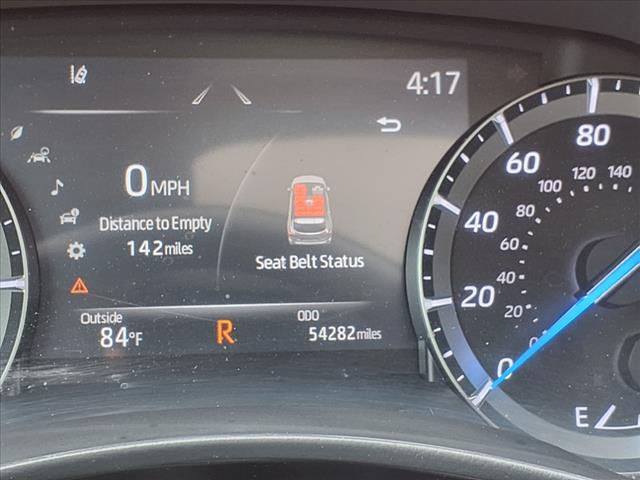 4:17
0 MPH
Distance to Empty
142 miles
Seat Belt Status
Outside
84°F
R
ODO
54282 miles
80
60
40
20
0
140
120
100
80
60
40
20
0
E